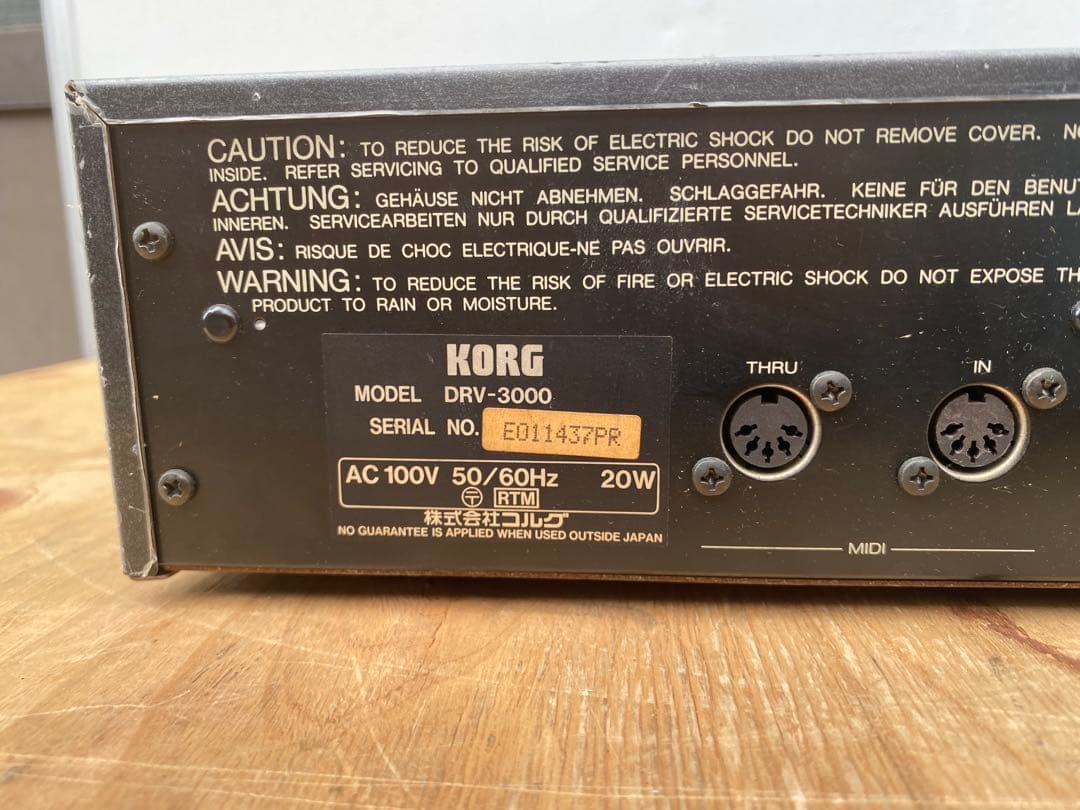 CAUTION: TO REDUCE THE RISK OF ELECTRIC SHOCK DO NOT REMOVE COVER.
INSIDE. REFER SERVICING TO QUALIFIED SERVICE PERSONNEL.
ACHTUNG: GEHÄUSE NICHT ABNEHMEN. SCHLAGGEFAHR. KEINE FÜR DEN
INNEREN. SERVICEARBEITEN NUR DURCH QUALIFIZIERTE SERVICETECHNIKER AUSFÜHREN
AVIS: RISQUE DE CHOC ELECTRIQUE-NE PAS OUVRIR.
WARNING: TO REDUCE THE RISK OF FIRE OR ELECTRIC SHOCK DO NOT EXPOSE
PRODUCT TO RAIN OR MOISTURE.
KORG
MODEL DRV-3000
SERIAL NO. E011437PR
AC 100V 50/60Hz 20W
〒 RTM
株式会社コルグ
NO GUARANTEE IS APPLIED WHEN USED OUTSIDE JAPAN
THRU
IN
MIDI